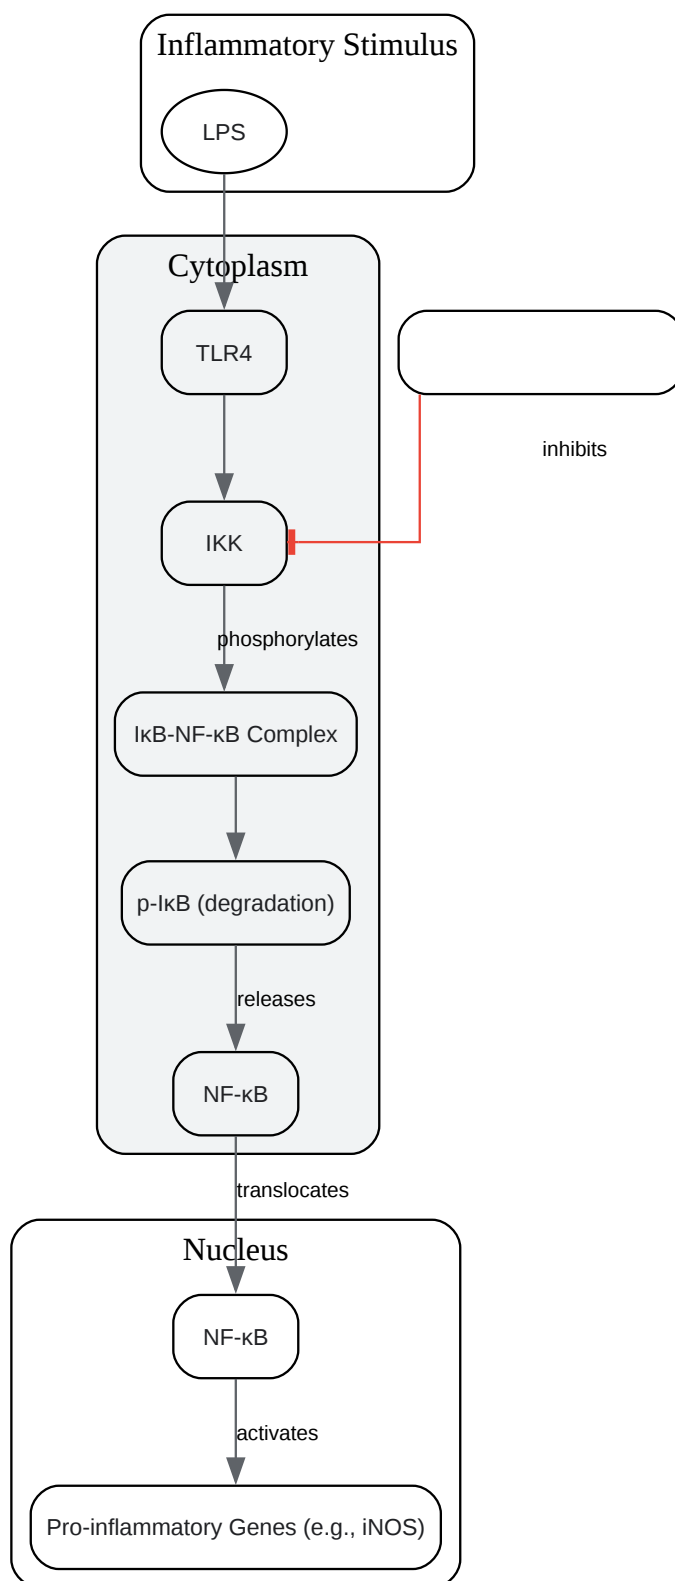 Inflammatory Stimulus
LPS
Cytoplasm
TLR4
inhibits
IKK
phosphorylates
IκB-NF-κB Complex
p-IκB (degradation)
releases
NF-κB
translocates
Nucleus
NF-κB
activates
Pro-inflammatory Genes (e.g., iNOS)